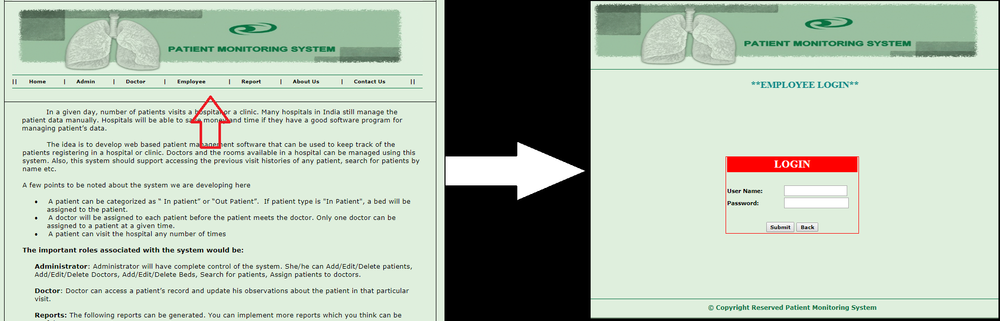 PATIENT MONITORING SYSTEM
|| Home | Admin | Doctor | Employee | Report | About Us | Contact Us ||
In a given day, number of patients visits a hospital or a clinic. Many hospitals in India still manage the
patient data manually. Hospitals will be able to save money and time if they have a good software program for
managing patient’s data.
The idea is to develop web based patient management software that can be used to keep track of the
patients registering in a hospital or clinic. Doctors and the rooms available in a hospital can be managed using this
system. Also, this system should support accessing the previous visit histories of any patient, search for patients by
name etc.
A few points to be noted about the system we are developing here
• A patient can be categorized as “ In patient” or “Out Patient”.  If patient type is "In Patient", a bed will be
assigned to the patient.
• A doctor will be assigned to each patient before the patient meets the doctor. Only one doctor can be
assigned to a patient at a given time.
• A patient can visit the hospital any number of times
The important roles associated with the system would be:
Administrator: Administrator will have complete control of the system. She/he can Add/Edit/Delete patients,
Add/Edit/Delete Doctors, Add/Edit/Delete Beds, Search for patients, Assign patients to doctors.
Doctor: Doctor can access a patient’s record and update his observations about the patient in that particular
visit.
Reports: The following reports can be generated. You can implement more reports which you think can be
PATIENT MONITORING SYSTEM
**EMPLOYEE LOGIN**
LOGIN
User Name:
Password:
Submit Back
© Copyright Reserved Patient Monitoring System